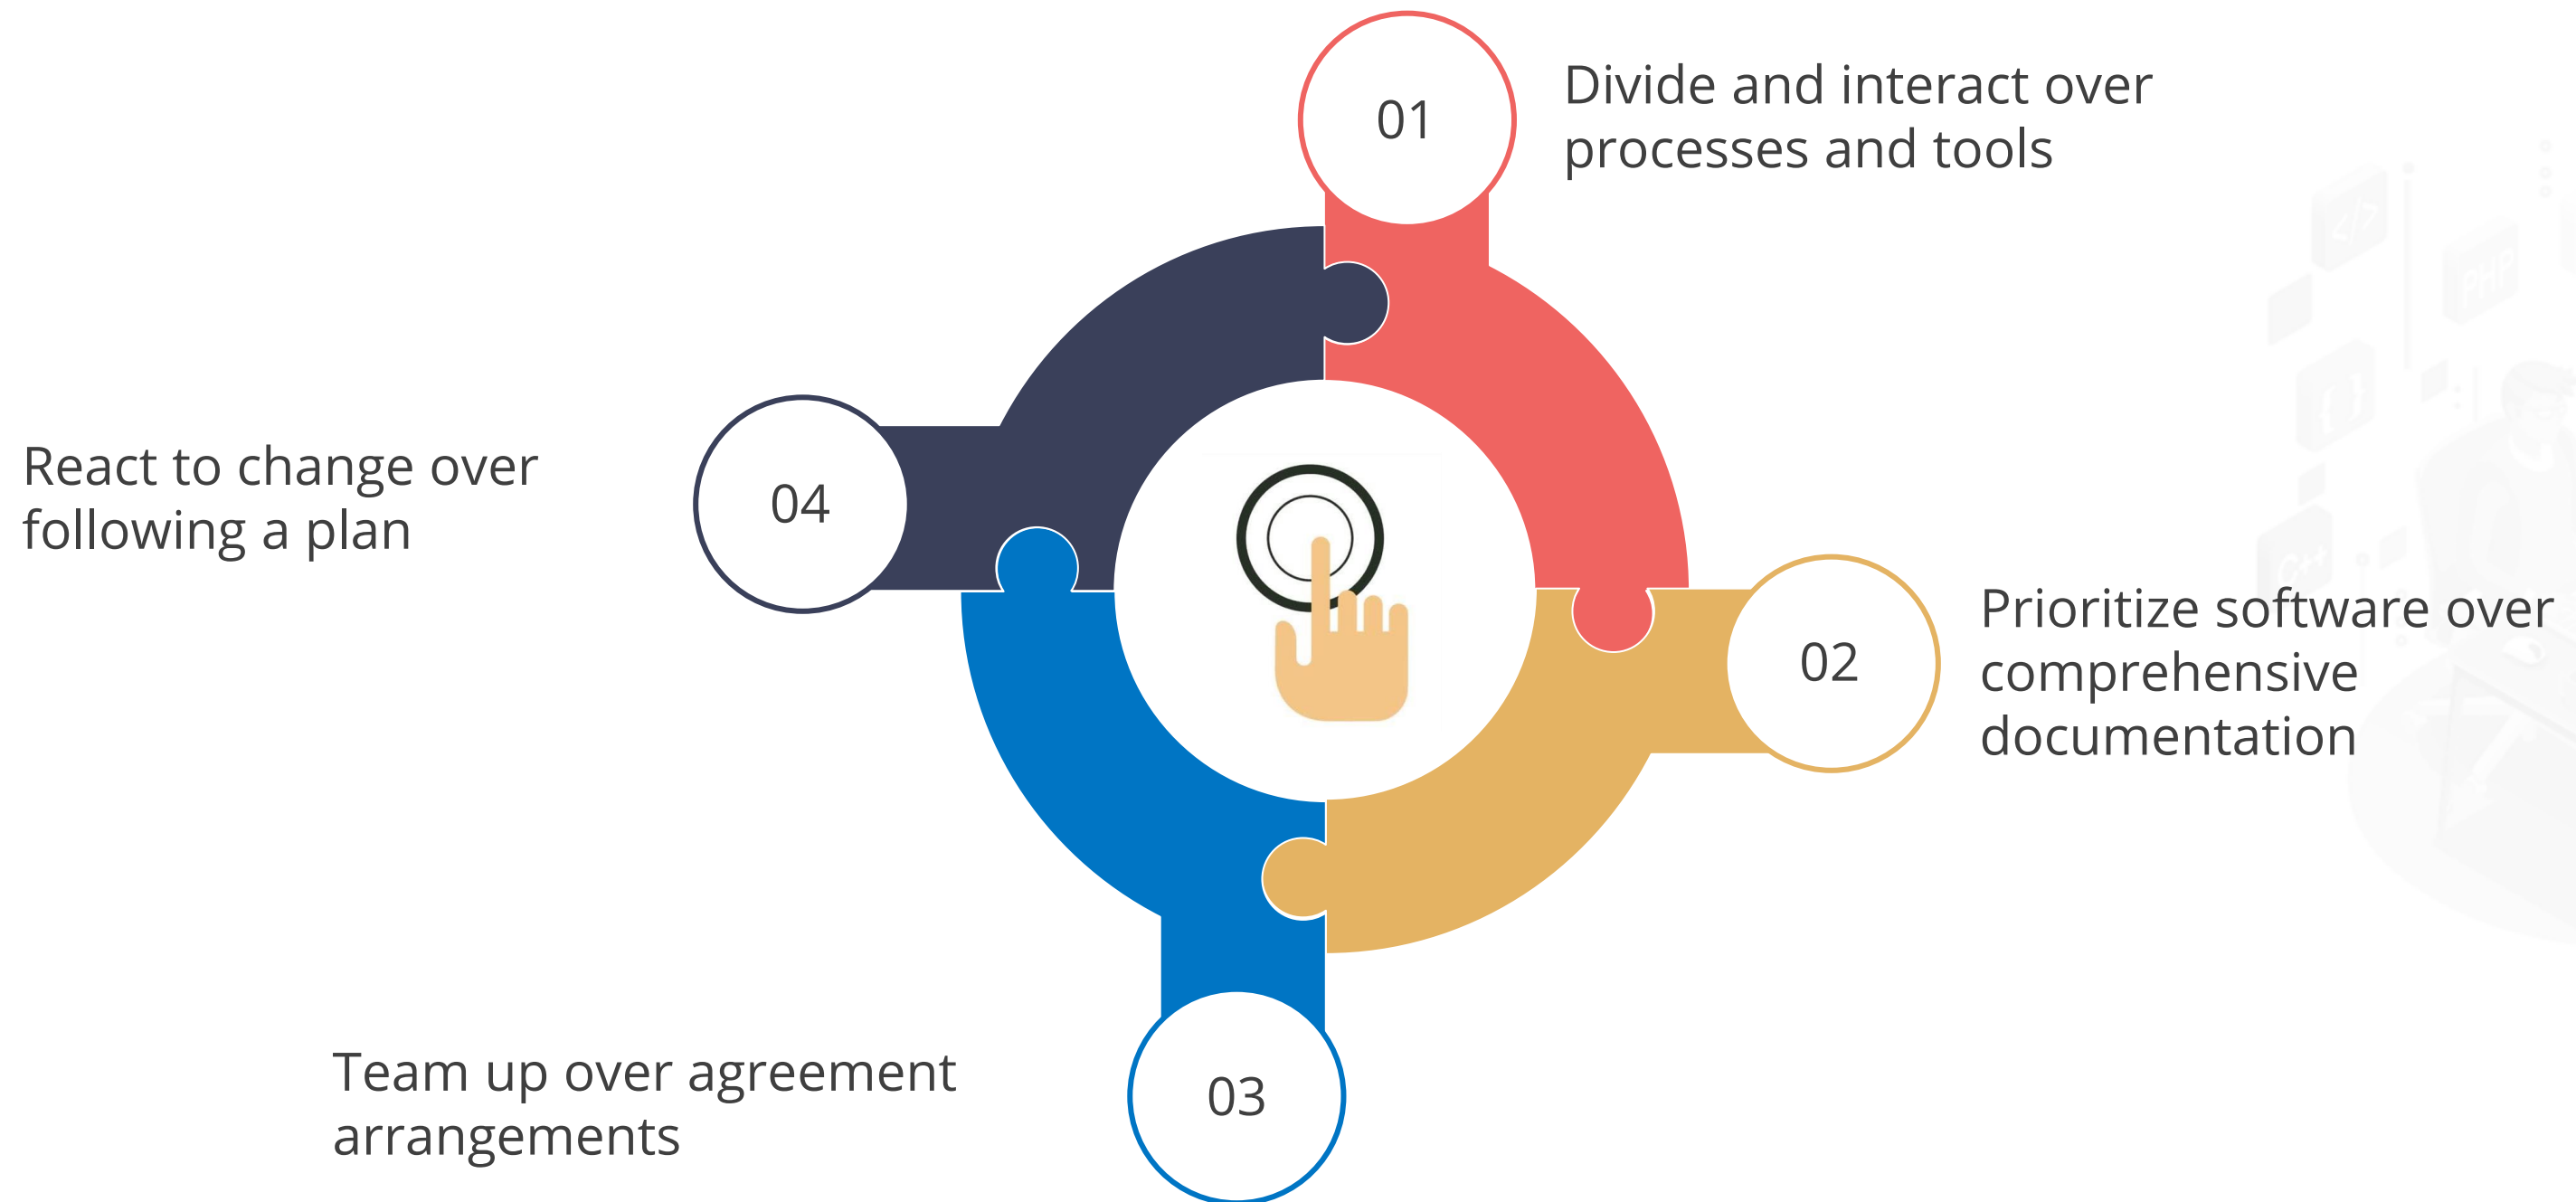 01
Divide and interact over
processes and tools
02
Prioritize software over
comprehensive
documentation
03
Team up over agreement
arrangements
04
React to change over
following a plan
</>
PHP
{ }
C++